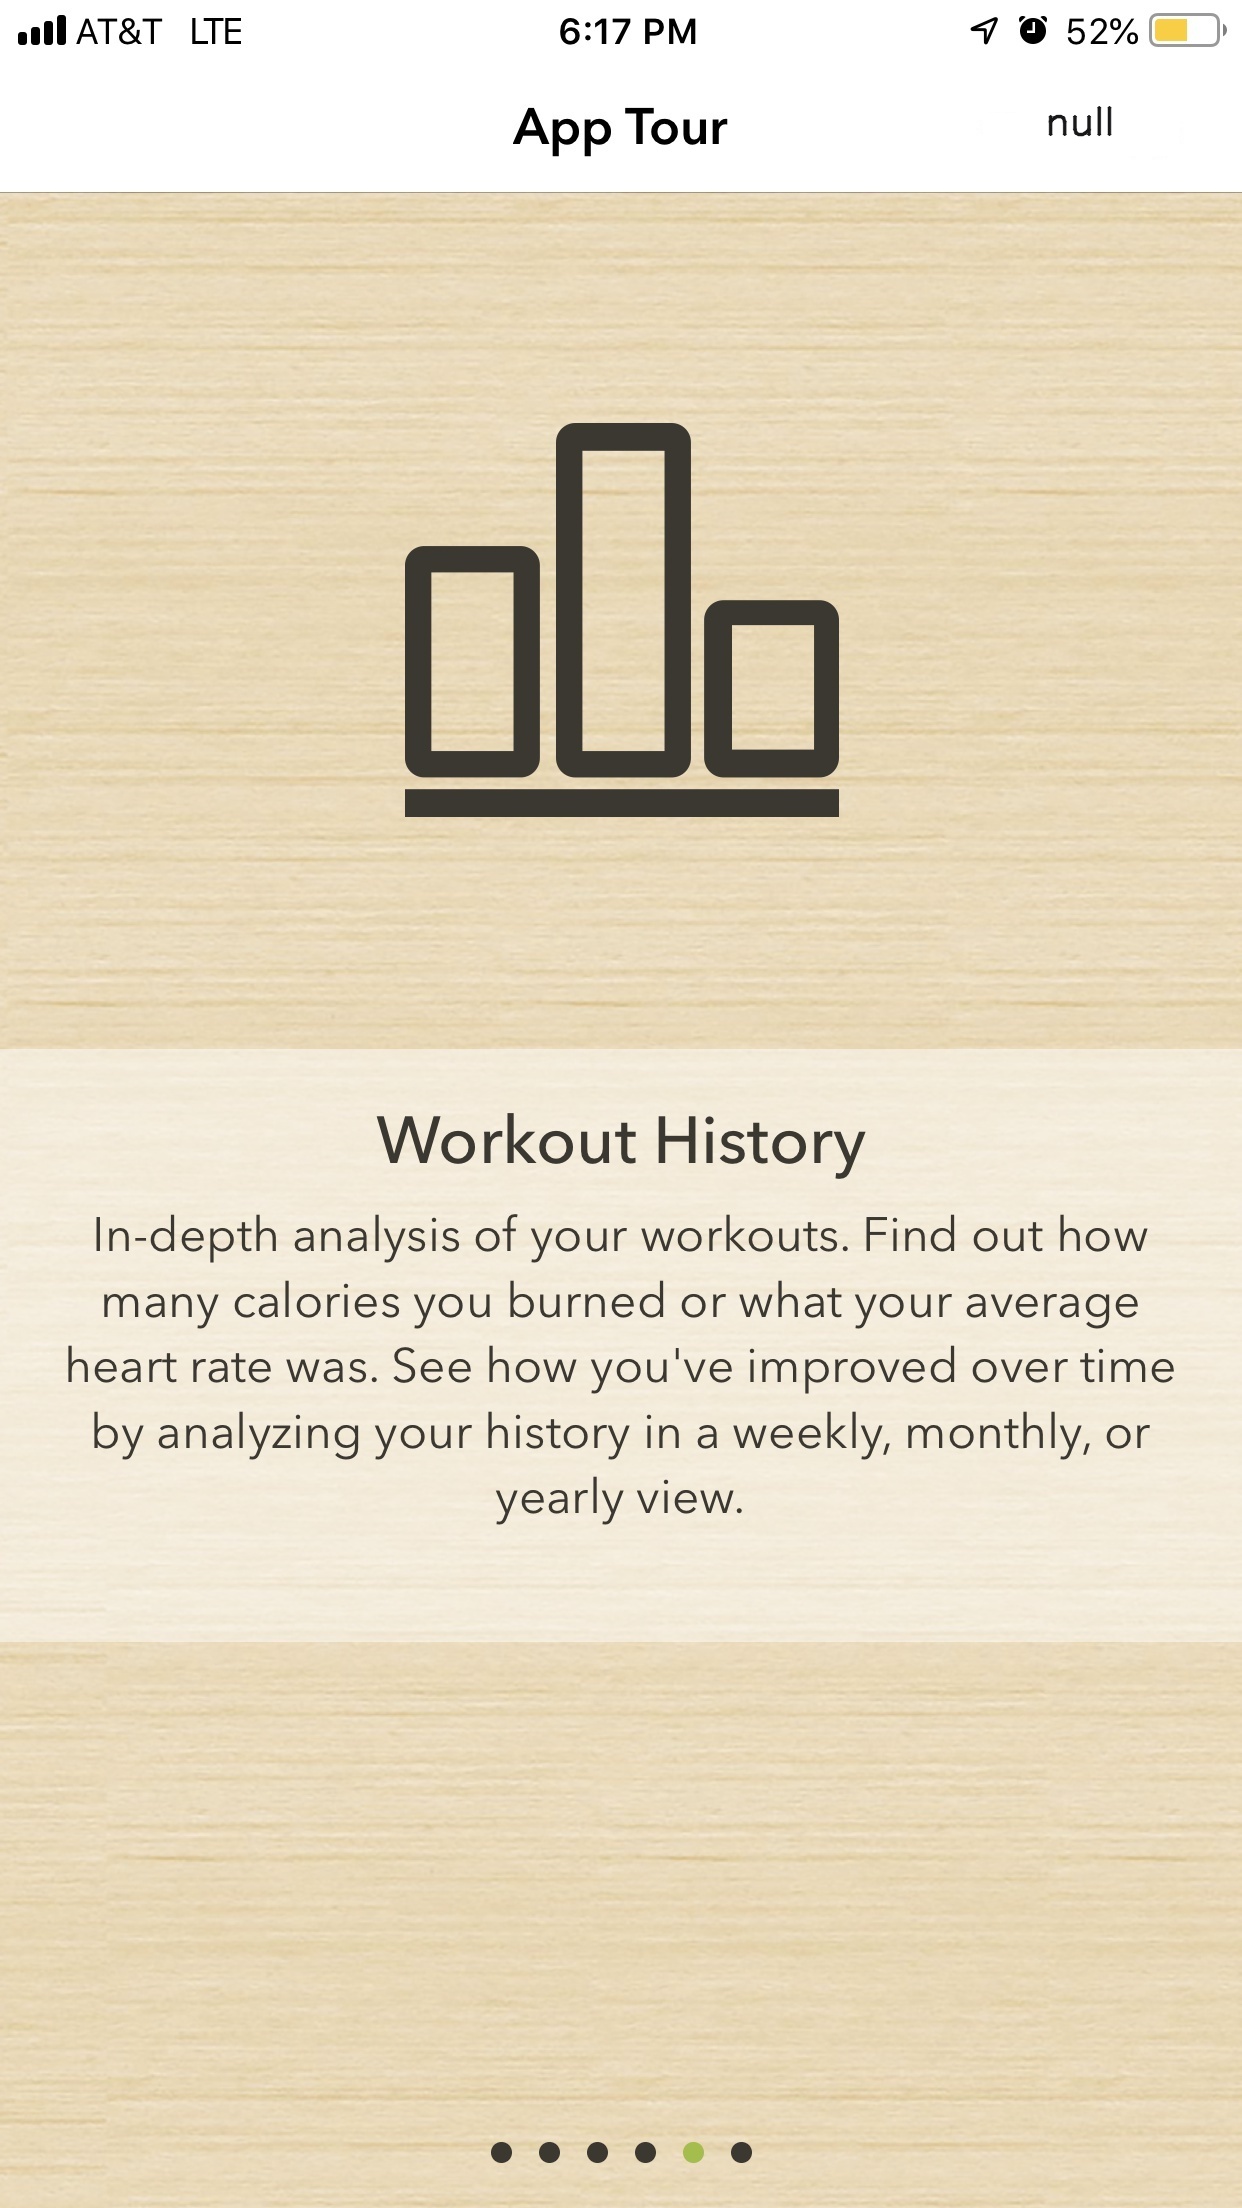 AT&T LTE 6:17 PM 52%
App Tour null
Workout History
In-depth analysis of your workouts. Find out how
many calories you burned or what your average
heart rate was. See how you've improved over time
by analyzing your history in a weekly, monthly, or
yearly view.